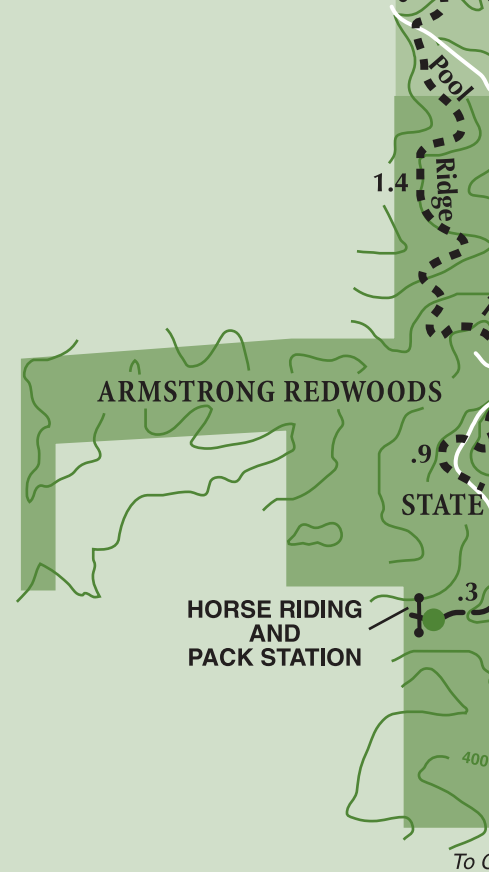 Pool
Ridge
1.4
ARMSTRONG REDWOODS
.9
STATE
.3
HORSE RIDING
AND
PACK STATION
400
To